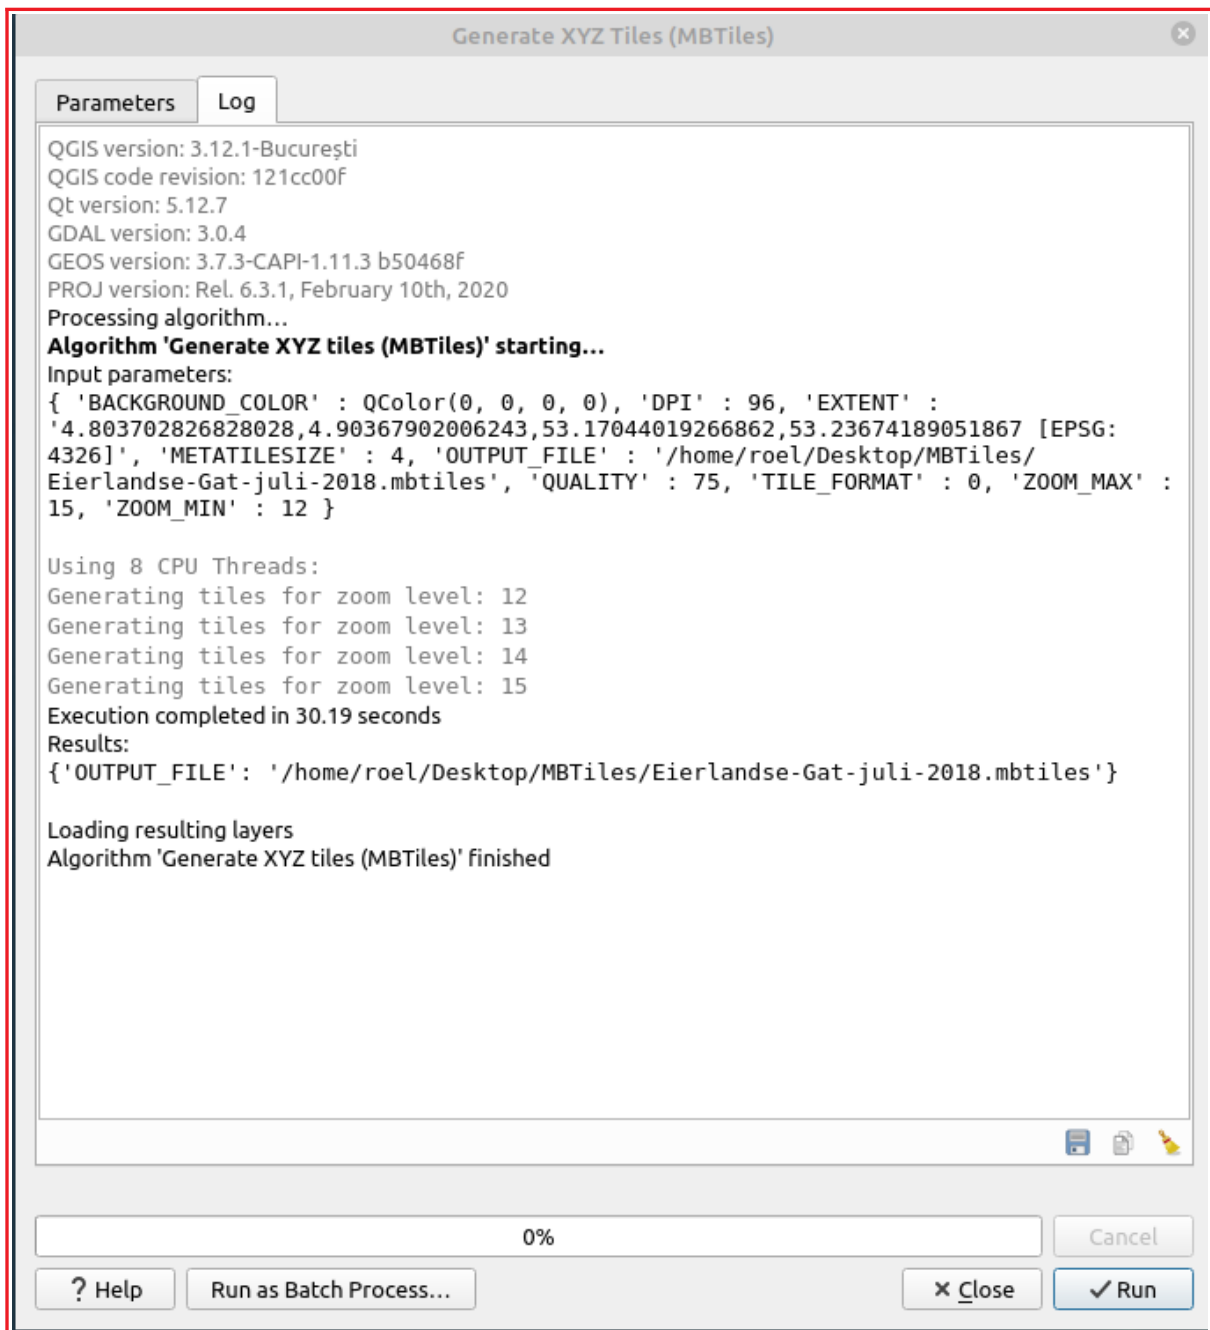 Generate XYZ Tiles (MBTiles)
Parameters
Log
QGIS version: 3.12.1-București
QGIS code revision: 121cc00f
Qt version: 5.12.7
GDAL version: 3.0.4
GEOS version: 3.7.3-CAPI-1.11.3 b50468f
PROJ version: Rel. 6.3.1, February 10th, 2020
Processing algorithm…
Algorithm 'Generate XYZ tiles (MBTiles)' starting…
Input parameters:
{ 'BACKGROUND_COLOR' : QColor(0, 0, 0, 0), 'DPI' : 96, 'EXTENT' :
'4.803702826828028,4.90367902006243,53.17044019266862,53.23674189051867 [EPSG:
4326]', 'METATILESIZE' : 4, 'OUTPUT_FILE' : '/home/roel/Desktop/MBTiles/
Eierlandse-Gat-juli-2018.mbtiles', 'QUALITY' : 75, 'TILE_FORMAT' : 0, 'ZOOM_MAX' :
15, 'ZOOM_MIN' : 12 }
Using 8 CPU Threads:
Generating tiles for zoom level: 12
Generating tiles for zoom level: 13
Generating tiles for zoom level: 14
Generating tiles for zoom level: 15
Execution completed in 30.19 seconds
Results:
{'OUTPUT_FILE': '/home/roel/Desktop/MBTiles/Eierlandse-Gat-juli-2018.mbtiles'}
Loading resulting layers
Algorithm 'Generate XYZ tiles (MBTiles)' finished
0%
Cancel
? Help
Run as Batch Process…
Close
Run